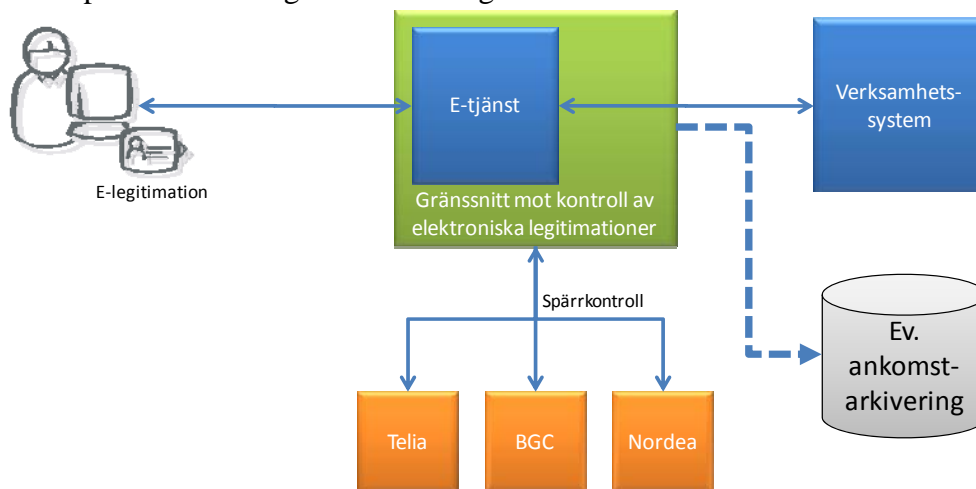 E-tjänst
Verksamhets-
system
E-legitimation
Gränssnitt mot kontroll av
elektroniska legitimationer
Spärrkontroll
Ev.
ankomst-
arkivering
Telia
BGC
Nordea